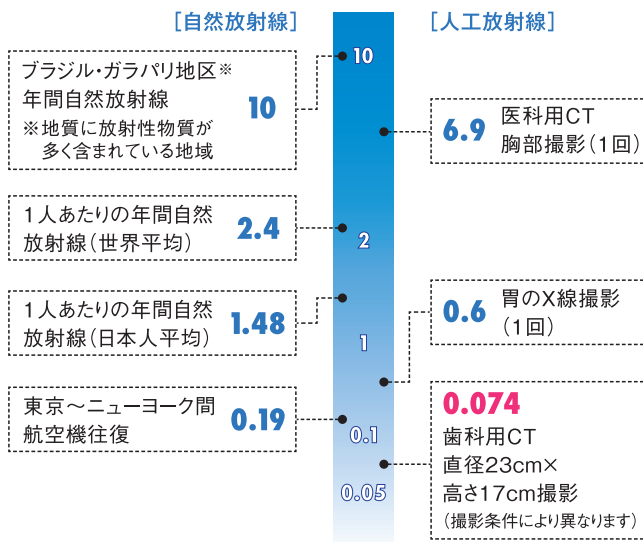 [自然放射線]
ブラジル・ガラパリ地区※
年間自然放射線
※地質に放射性物質が
多く含まれている地域
10
1人あたりの年間自然
放射線(世界平均)
2.4
1人あたりの年間自然
放射線(日本人平均)
1.48
東京〜ニューヨーク間
航空機往復
0.19
10
2
1
0.1
0.05
[人工放射線]
6.9
医科用CT
胸部撮影(1回)
0.6
胃のX線撮影
(1回)
0.074
歯科用CT
直径23cm×
高さ17cm撮影
(撮影条件により異なります)